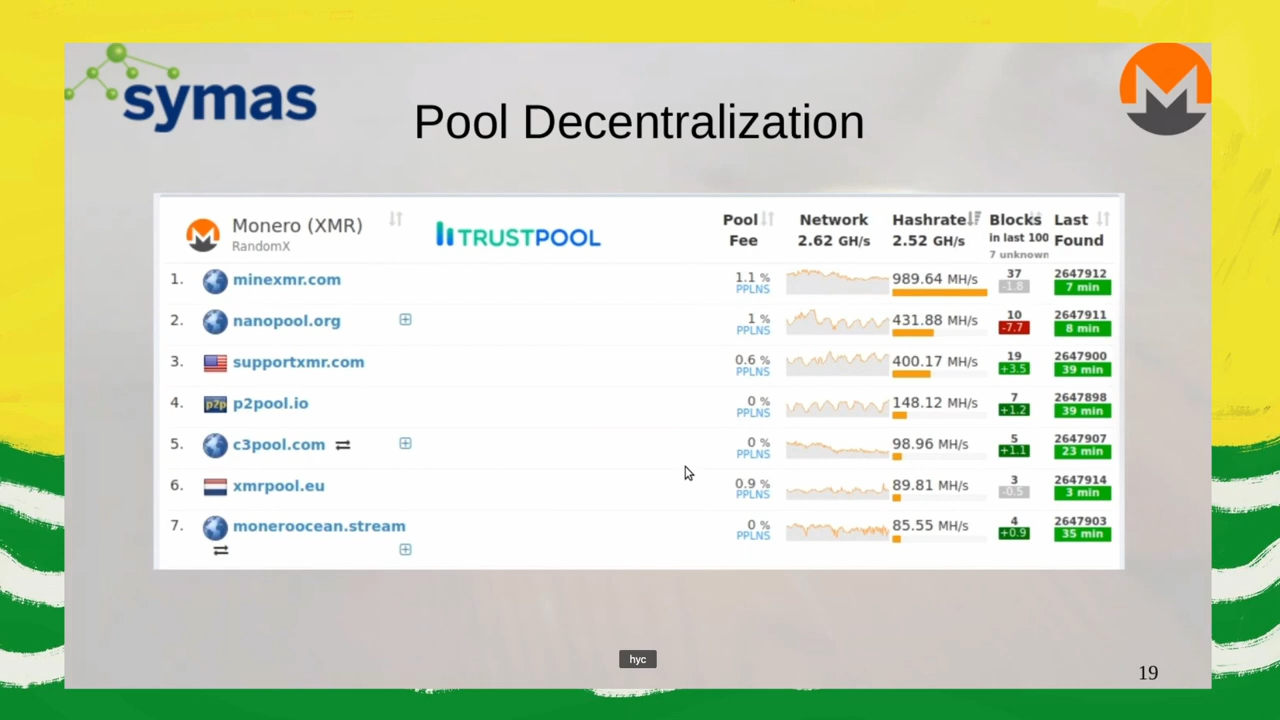 symas
Pool Decentralization
Monero (XMR)
RandomX
TRUSTPOOL
Pool Fee
Network 2.62 GH/s
Hashrate 2.52 GH/s
Blocks in last 100 7 unknown
Last Found
1. minexmr.com 1.1 % PPLNS 989.64 MH/s 37 -1.8 2647912 7 min
2. nanopool.org 1 % PPLNS 431.88 MH/s 10 -7.7 2647911 8 min
3. supportxmr.com 0.6 % PPLNS 400.17 MH/s 19 +3.5 2647900 39 min
4. p2p p2pool.io 0 % PPLNS 148.12 MH/s 7 +1.2 2647898 39 min
5. c3pool.com 0 % PPLNS 98.96 MH/s 5 +1.1 2647907 23 min
6. xmrpool.eu 0.9 % PPLNS 89.81 MH/s 3 -0.5 2647914 3 min
7. moneroocean.stream 0 % PPLNS 85.55 MH/s 4 +0.9 2647903 35 min
hyc
19